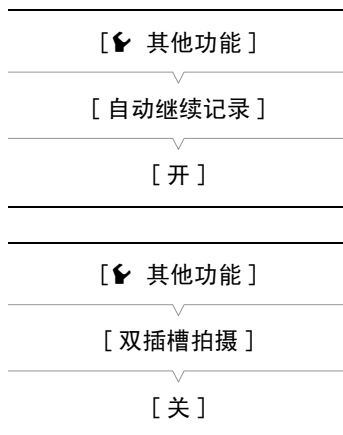 [ 其他功能 ]
[ 自动继续记录 ]
[ 开 ]
[ 其他功能 ]
[ 双插槽拍摄 ]
[ 关 ]